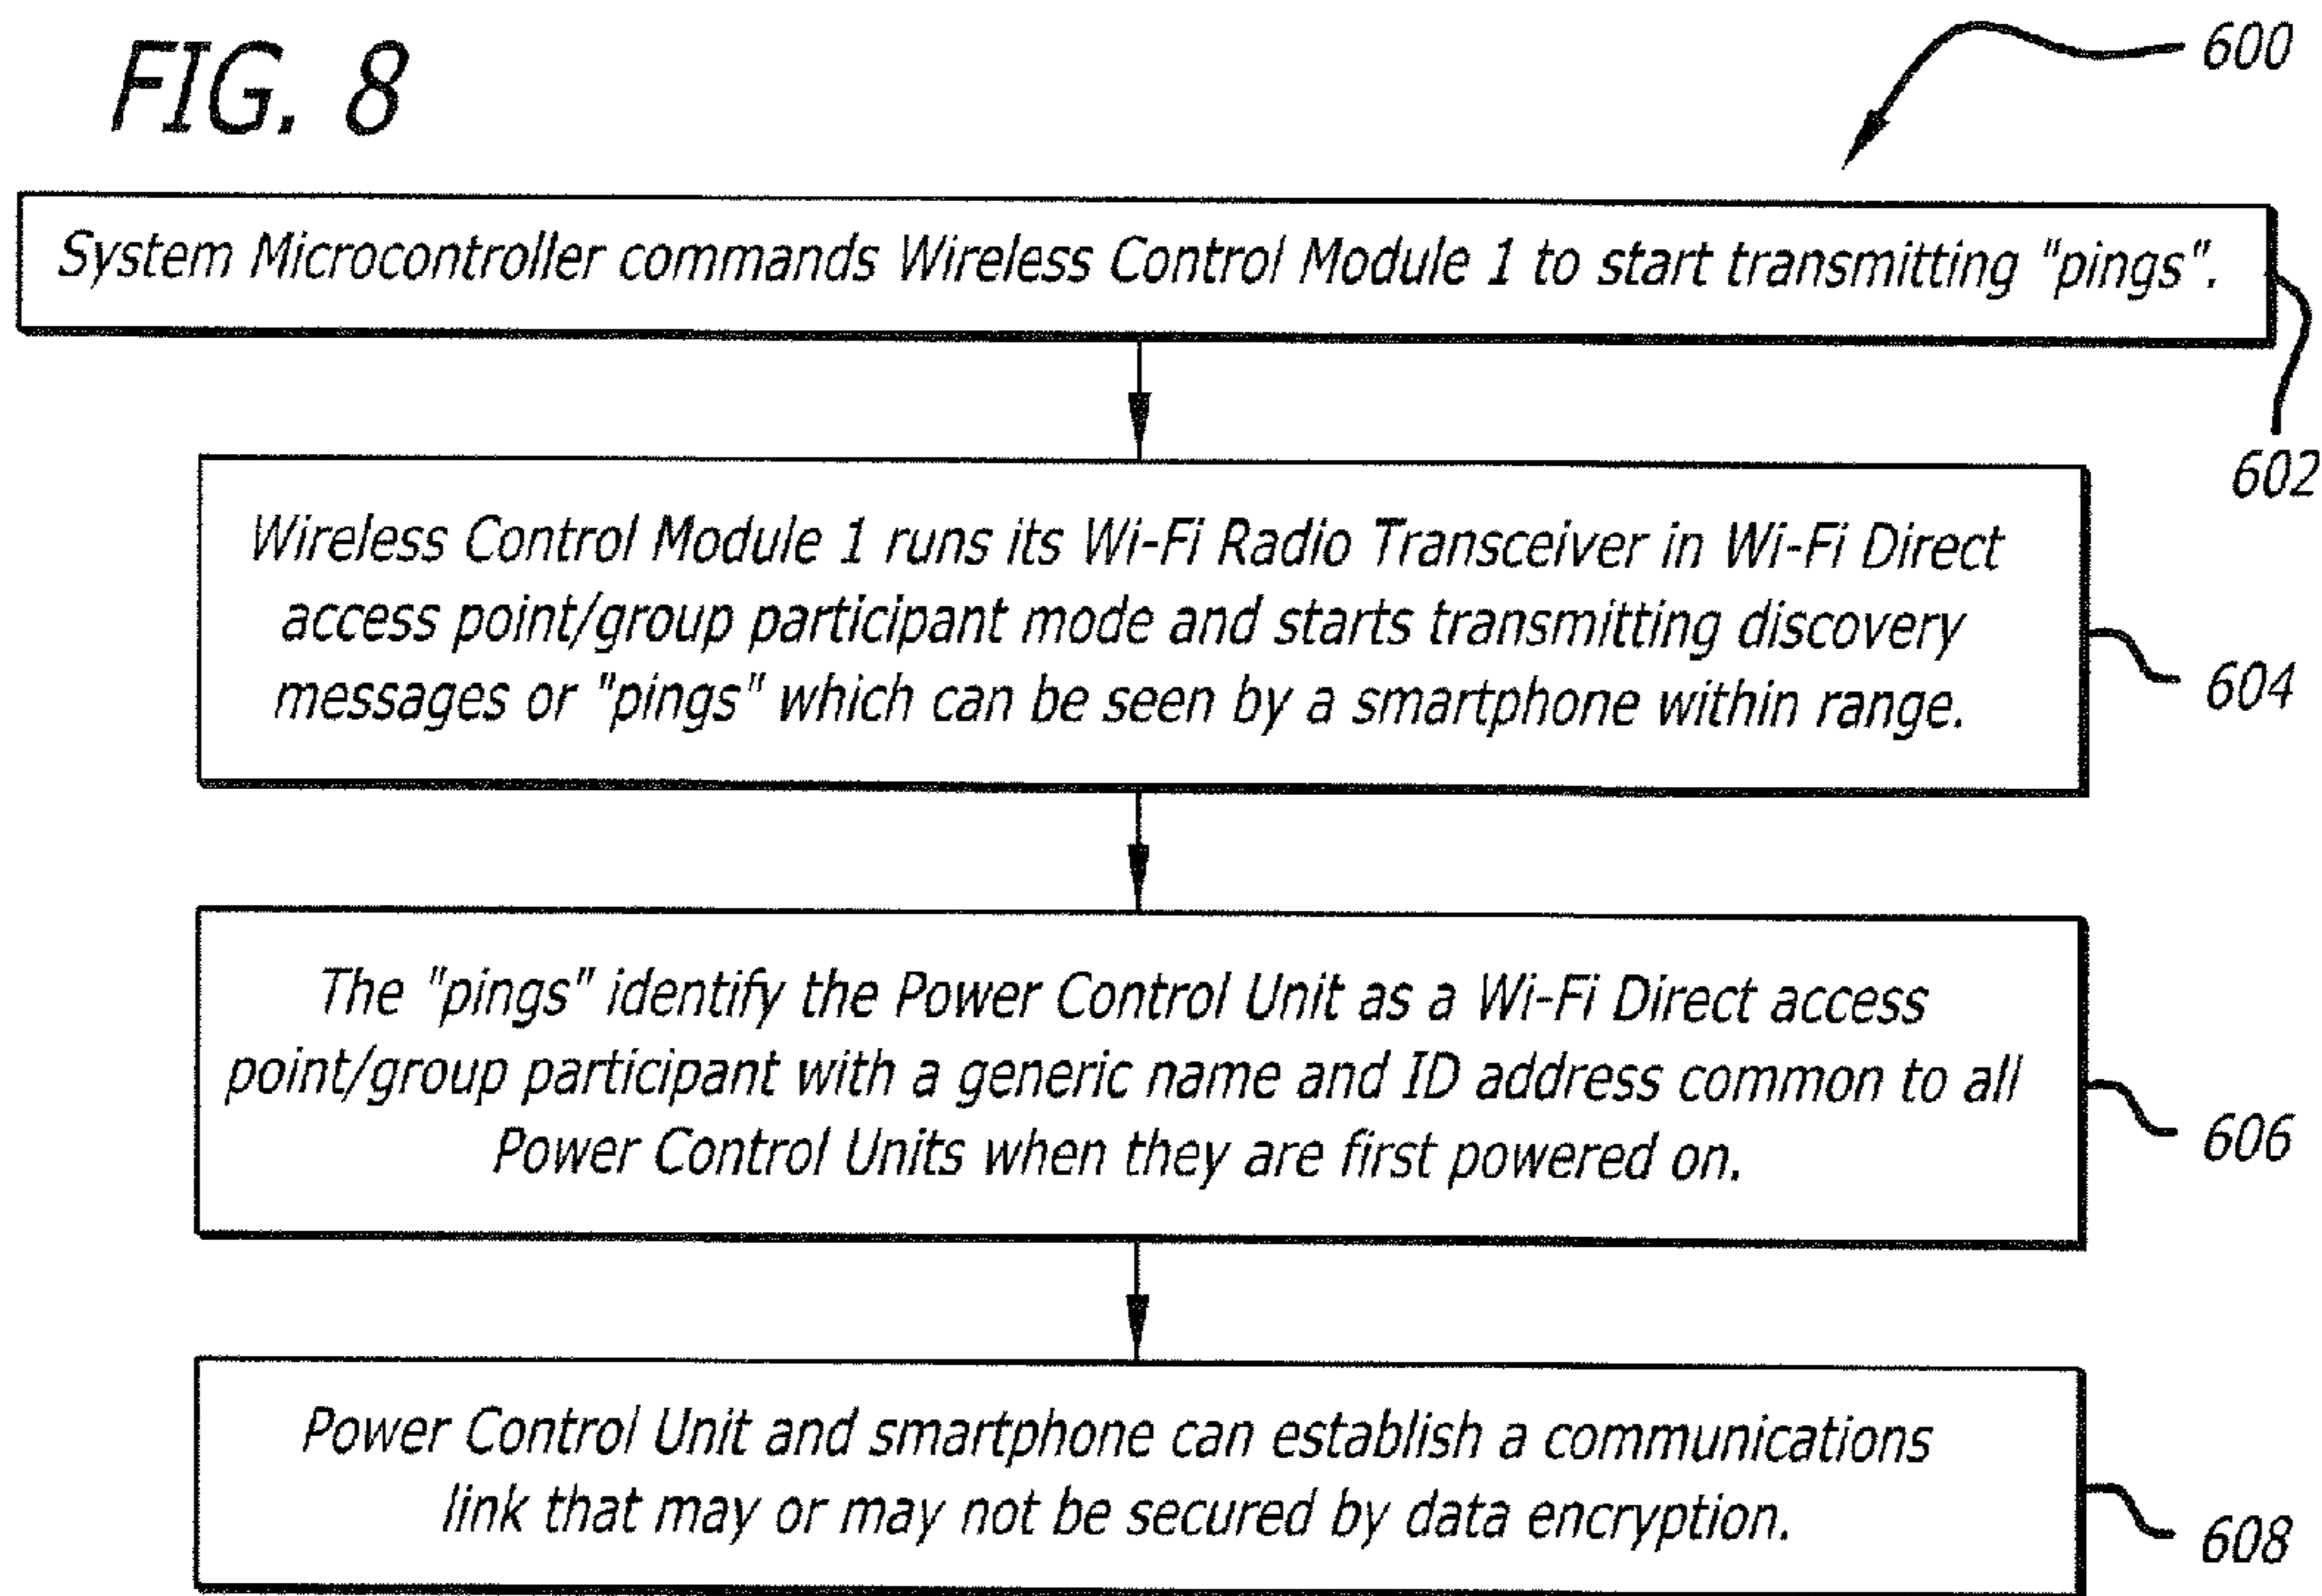 FIG. 8
600
System Microcontroller commands Wireless Control Module 1 to start transmitting "pings".
602
Wireless Control Module 1 runs its Wi-Fi Radio Transceiver in Wi-Fi Direct
access point/group participant mode and starts transmitting discovery
messages or "pings" which can be seen by a smartphone within range.
604
The "pings" identify the Power Control Unit as a Wi-Fi Direct access
point/group participant with a generic name and ID address common to all
Power Control Units when they are first powered on.
606
Power Control Unit and smartphone can establish a communications
link that may or may not be secured by data encryption.
608